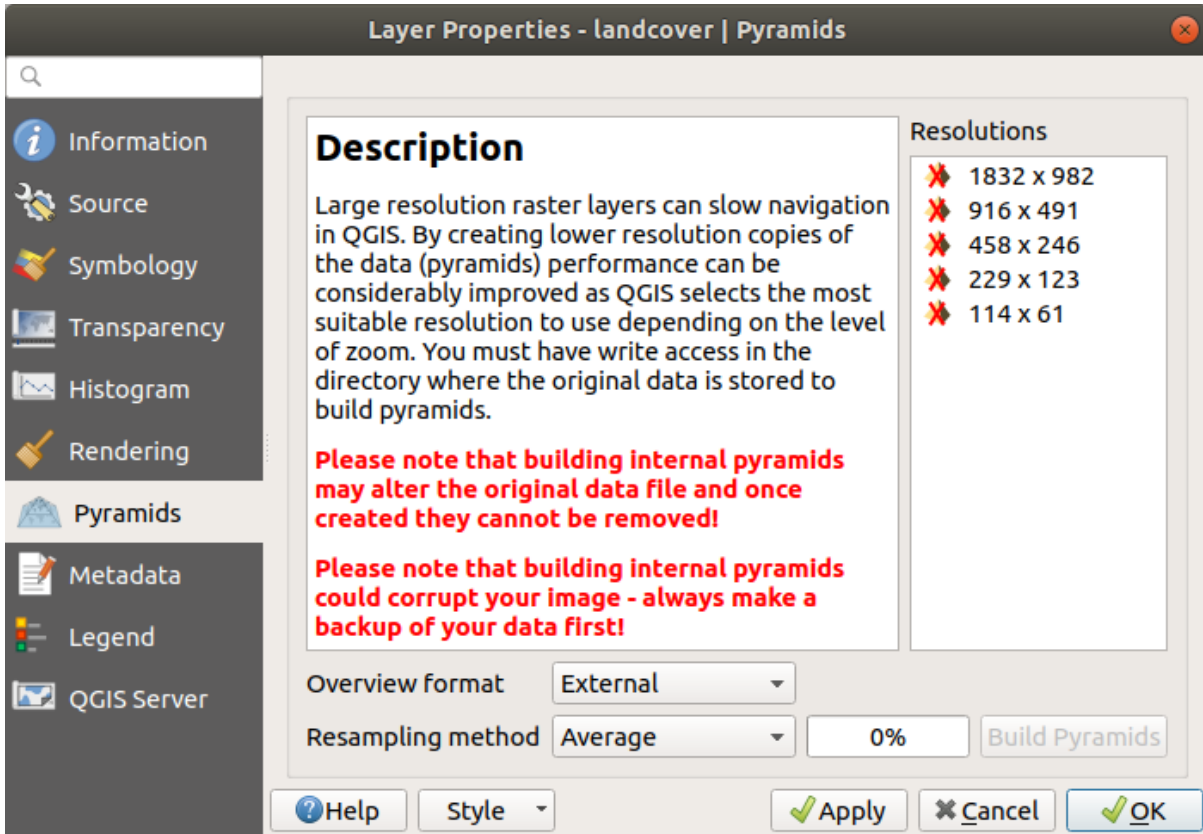 Layer Properties - landcover | Pyramids
Information
Source
Symbology
Transparency
Histogram
Rendering
Pyramids
Metadata
Legend
QGIS Server
Description
Large resolution raster layers can slow navigation
in QGIS. By creating lower resolution copies of
the data (pyramids) performance can be
considerably improved as QGIS selects the most
suitable resolution to use depending on the level
of zoom. You must have write access in the
directory where the original data is stored to
build pyramids.
Please note that building internal pyramids
may alter the original data file and once
created they cannot be removed!
Please note that building internal pyramids
could corrupt your image - always make a
backup of your data first!
Resolutions
1832 x 982
916 x 491
458 x 246
229 x 123
114 x 61
Overview format External
Resampling method Average 0% Build Pyramids
Help Style Apply Cancel OK